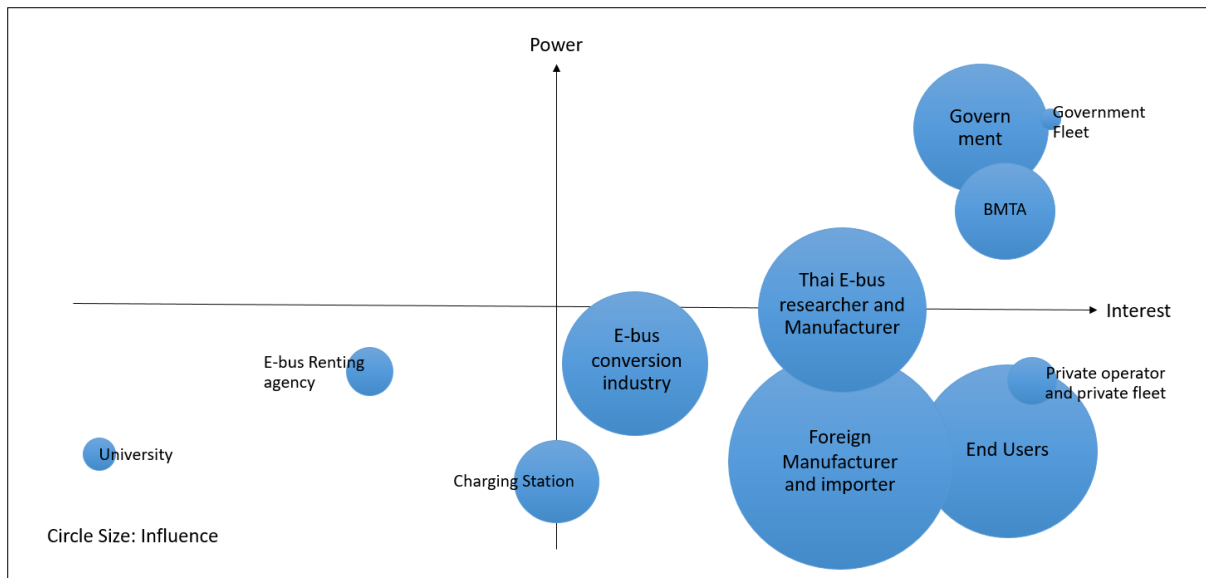 Power
Govern
ment
Government
Fleet
BMTA
Thai E-bus
researcher and
Manufacturer
Interest
E-bus
conversion
industry
E-bus Renting
agency
Private operator
and private fleet
University
Charging Station
Foreign
Manufacturer
and importer
End Users
Circle Size: Influence